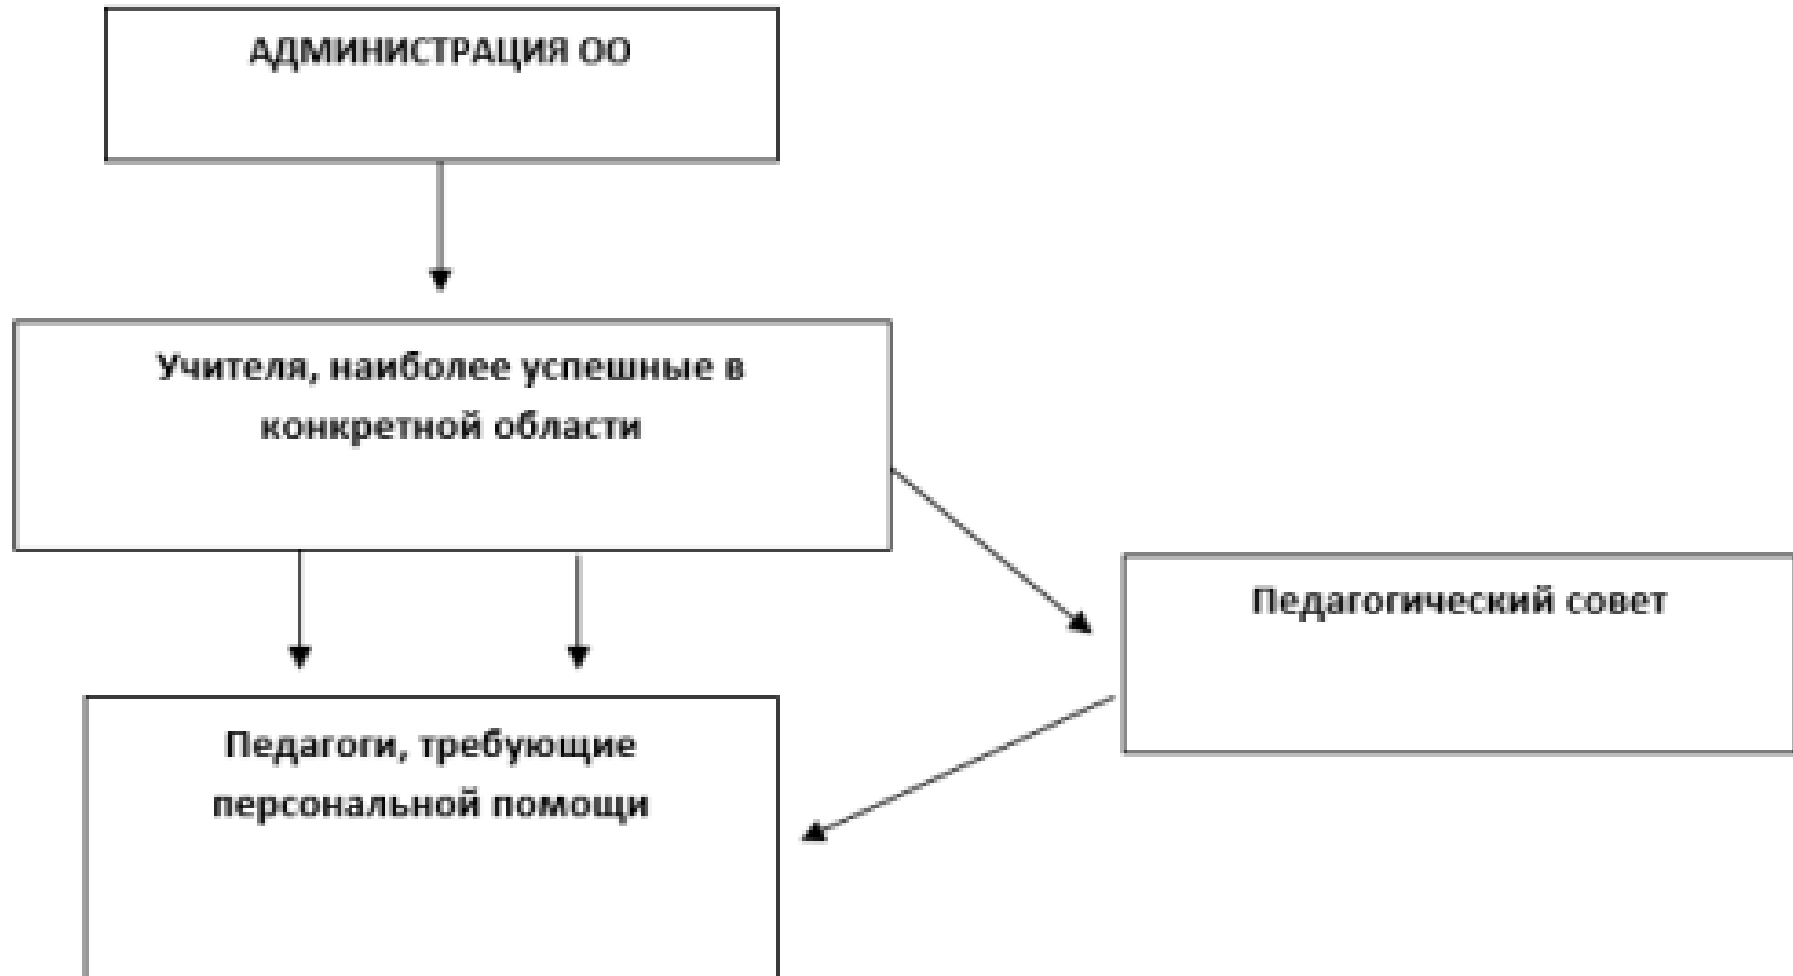 АДМИНИСТРАЦИЯ ОО
Учителя, наиболее успешные в
конкретной области
Педагогический совет
Педагоги, требующие
персональной помощи